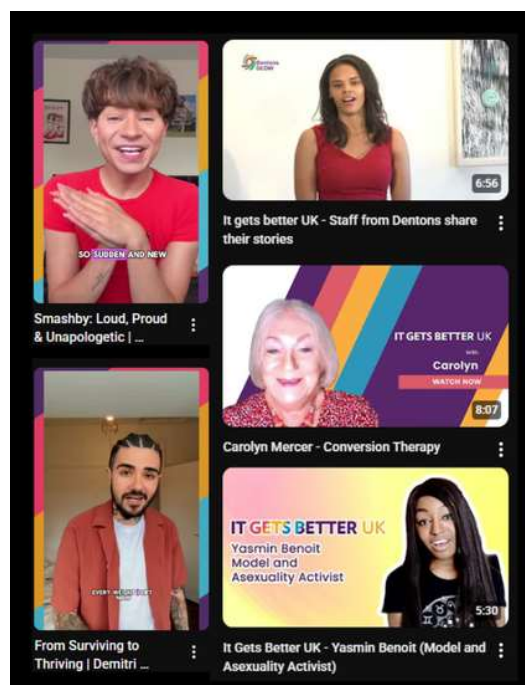 SO SUDDEN AND NEW
Smashby: Loud, Proud
& Unapologetic | ...
From Surviving to
Thriving | Demitri ...
Dentons
6:56
It gets better UK - Staff from Dentons share
their stories
IT GETS BETTER UK
with
Carolyn
WATCH NOW
8:07
Carolyn Mercer - Conversion Therapy
IT GETS BETTER UK
Yasmin Benoit
Model and
Asexuality Activist
5:30
It Gets Better UK - Yasmin Benoit (Model and
Asexuality Activist)